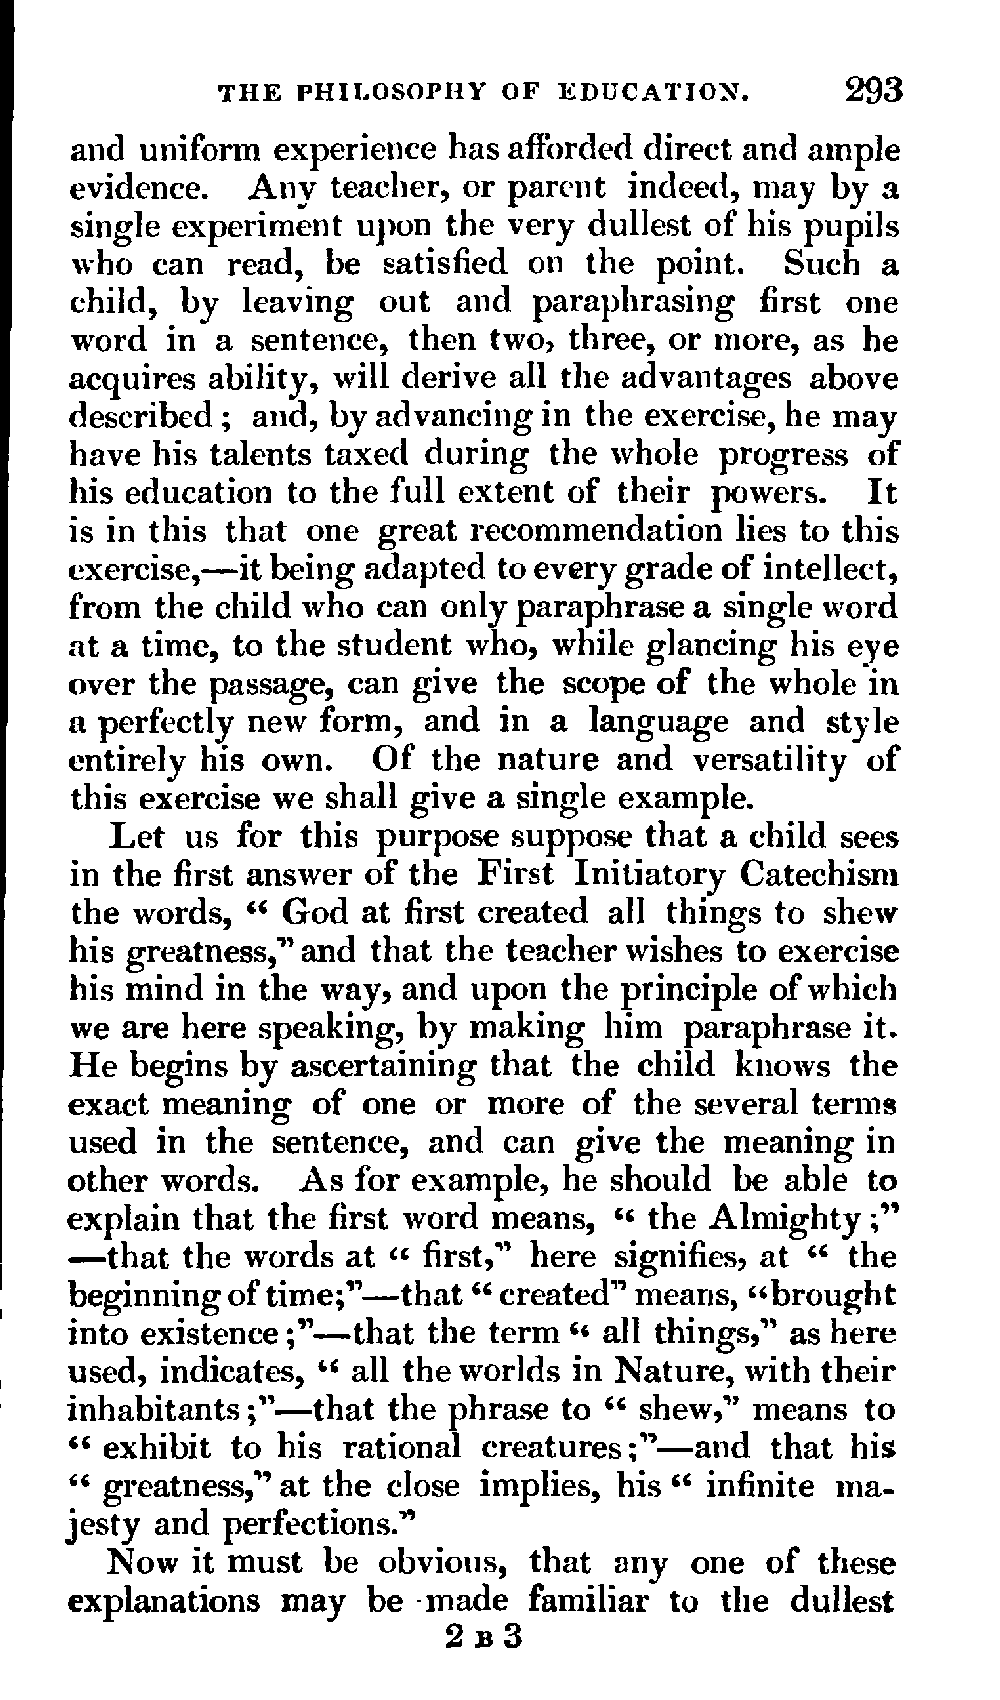 THE PHILOSOPHY OF EDUCATION. 293
and uniform experience has afforded direct and ample
evidence. Any teacher, or parent indeed, may by a
single experiment upon the very dullest of his pupils
who can read, be satisfied on the point. Such a
child, by leaving out and paraphrasing first one
word in a sentence, then two, three, or more, as he
acquires ability, will derive all the advantages above
described; and, by advancing in the exercise, he may
have his talents taxed during the whole progress of
his education to the full extent of their powers. It
is in this that one great recommendation lies to this
exercise,—it being adapted to every grade of intellect,
from the child who can only paraphrase a single word
at a time, to the student who, while glancing his eye
over the passage, can give the scope of the whole in
a perfectly new form, and in a language and style
entirely his own. Of the nature and versatility of
this exercise we shall give a single example.
Let us for this purpose suppose that a child sees
in the first answer of the First Initiatory Catechism
the words, “ God at first created all things to shew
his greatness,” and that the teacher wishes to exercise
his mind in the way, and upon the principle of which
we are here speaking, by making him paraphrase it.
He begins by ascertaining that the child knows the
exact meaning of one or more of the several terms
used in the sentence, and can give the meaning in
other words. As for example, he should be able to
explain that the first word means, “ the Almighty;”
—that the words at “ first,” here signifies, at “ the
beginning of time;”—that “ created” means, “brought
into existence;”—that the term “ all things,” as here
used, indicates, “ all the worlds in Nature, with their
inhabitants;”—that the phrase to “ shew,” means to
“ exhibit to his rational creatures;”—and that his
“ greatness,” at the close implies, his “ infinite ma-
jesty and perfections.”
Now it must be obvious, that any one of these
explanations may be made familiar to the dullest
2 B 3